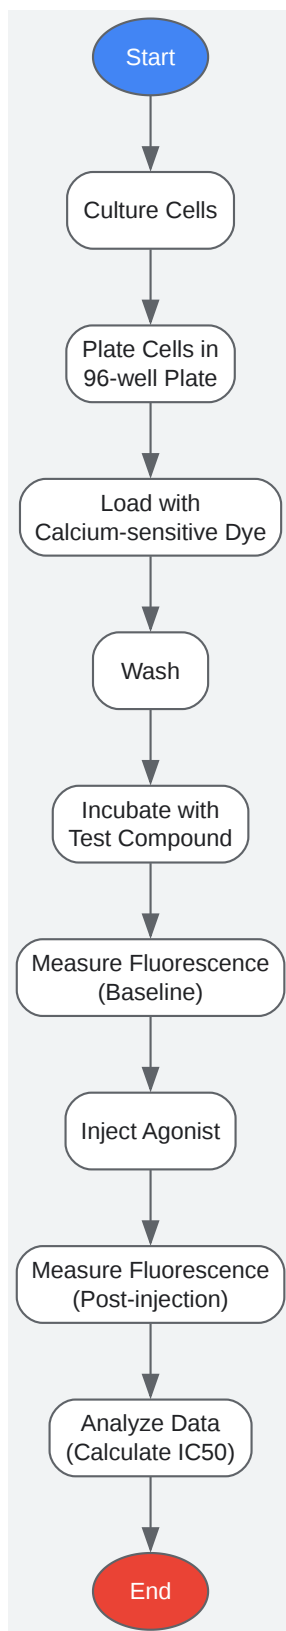 Start
Culture Cells
Plate Cells in
96-well Plate
Load with
Calcium-sensitive Dye
Wash
Incubate with
Test Compound
Measure Fluorescence
(Baseline)
Inject Agonist
Measure Fluorescence
(Post-injection)
Analyze Data
(Calculate IC50)
End